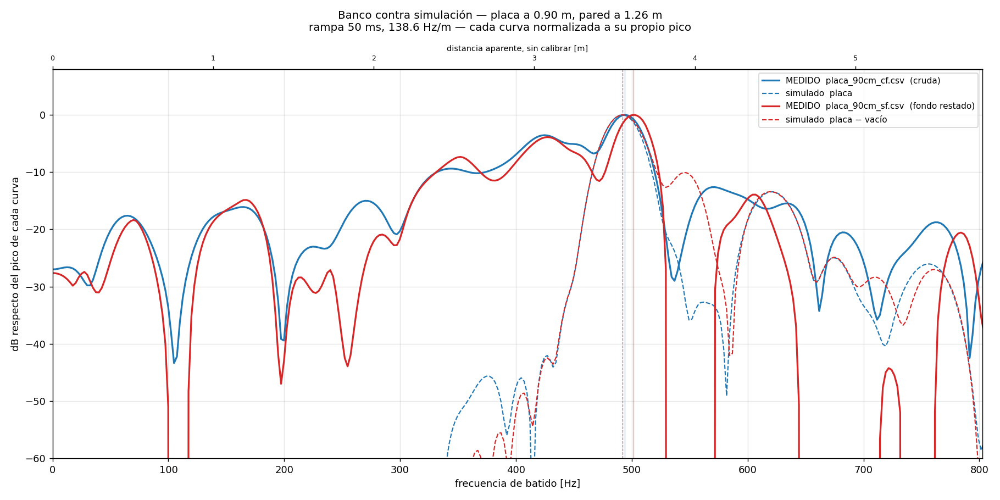 Banco contra simulación — placa a 0.90 m, pared a 1.26 m
rampa 50 ms, 138.6 Hz/m — cada curva normalizada a su propio pico
distancia aparente, sin calibrar [m]
0 1 2 3 4 5
MEDIDO placa_90cm_cf.csv (cruda)
simulado placa
MEDIDO placa_90cm_sf.csv (fondo restado)
simulado placa − vacío
dB respecto del pico de cada curva
0
−10
−20
−30
−40
−50
−60
0 100 200 300 400 500 600 700 800
frecuencia de batido [Hz]